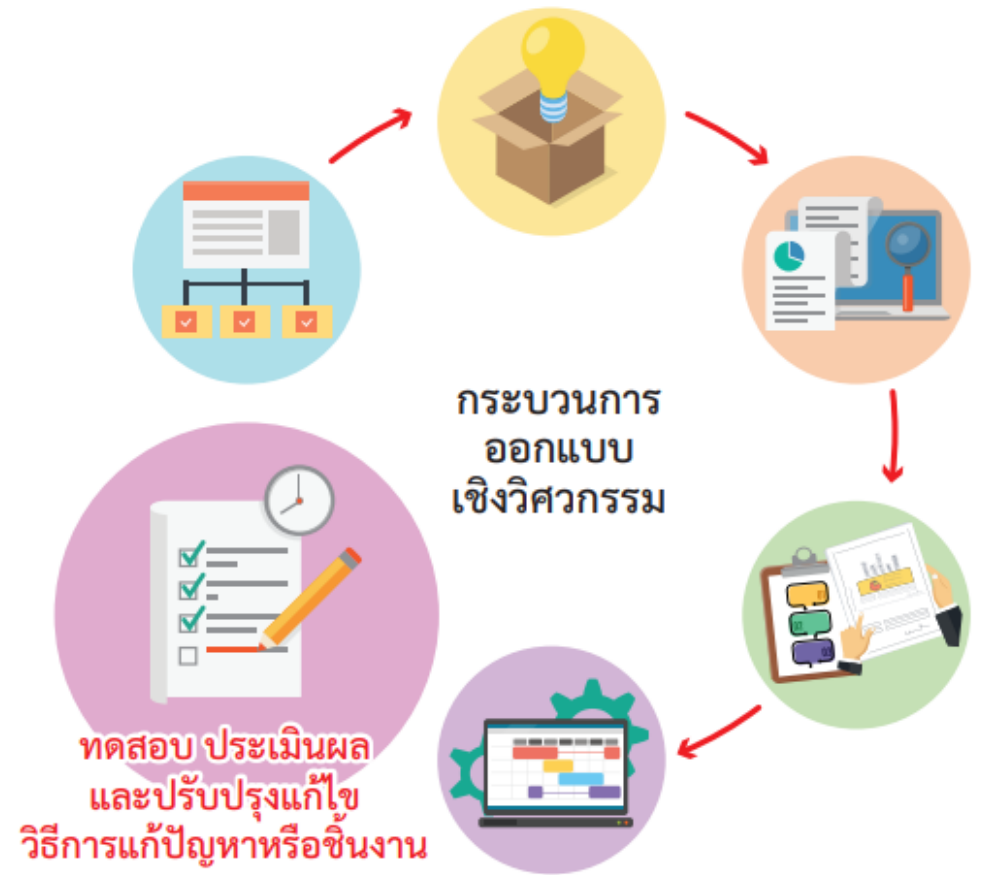 กระบวนการ
ออกแบบ
เชิงวิศวกรรม
ทดสอบ ประเมินผล
และปรับปรุงแก้ไข
วิธีการแก้ปัญหาหรือชิ้นงาน